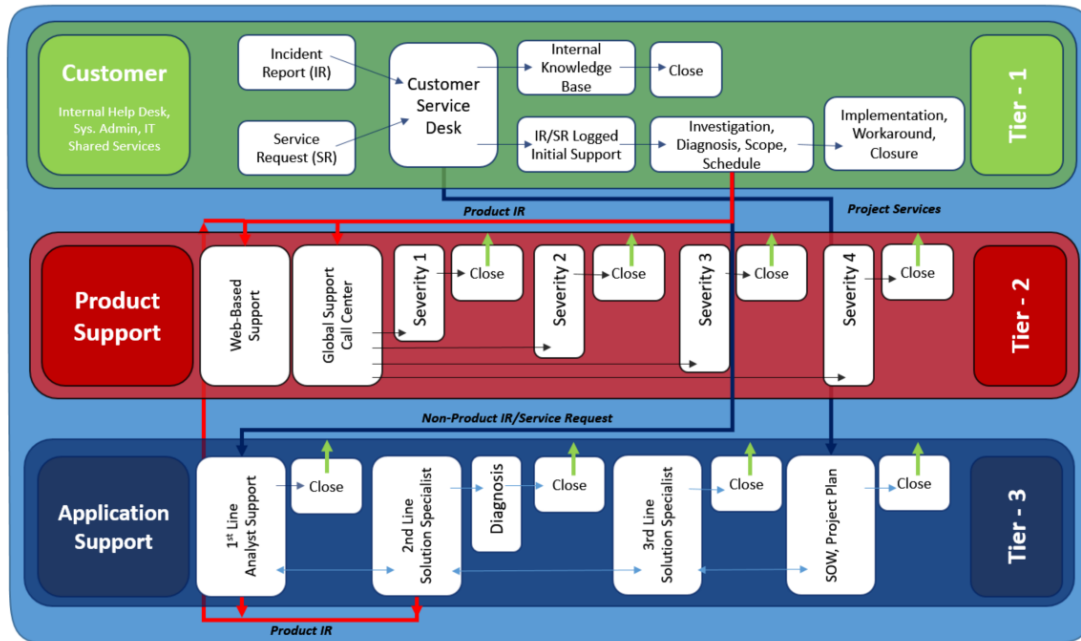 Customer
Internal Help Desk,
Sys. Admin, IT
Shared Services
Incident
Report (IR)
Service
Request (SR)
Customer
Service
Desk
Internal
Knowledge
Base
Close
IR/SR Logged
Initial Support
Investigation,
Diagnosis, Scope,
Schedule
Implementation,
Workaround,
Closure
Tier - 1
Product IR
Project Services
Product
Support
Web-Based
Support
Global Support
Call Center
Severity 1
Close
Severity 2
Close
Severity 3
Close
Severity 4
Close
Tier - 2
Non-Product IR/Service Request
Application
Support
1st Line
Analyst Support
Close
2nd Line
Solution Specialist
Diagnosis
Close
3rd Line
Solution Specialist
Close
SOW, Project Plan
Close
Tier - 3
Product IR